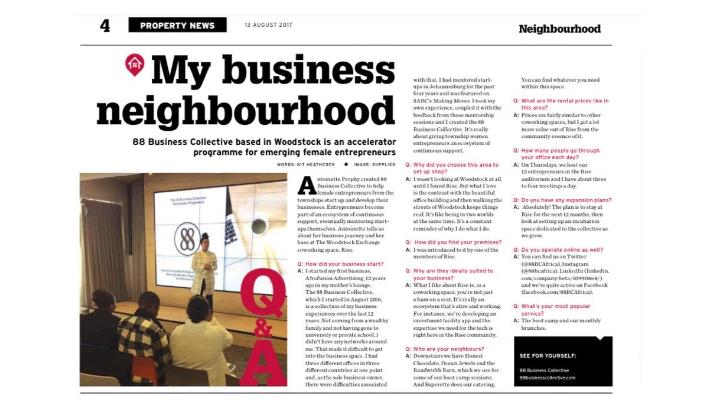 4
PROPERTY NEWS
13 AUGUST 2017
Neighbourhood
My business
neighbourhood
88 Business Collective based in Woodstock is an accelerator
programme for emerging female entrepreneurs
WORDS: KIT HEATHCOCK ■ IMAGE: SUPPLIED
88
Q
&
A
Antoinette Prophy created 88
Business Collective to help
female entrepreneurs from the
townships start up and develop their
businesses. Entrepreneurs become
part of an ecosystem of continuous
support, eventually mentoring start-
ups themselves. Antoinette tells us
about her business journey and her
base at The Woodstock Exchange
coworking space, Rise.
Q: How did your business start?
A: I started my first business,
Afrofusion Advertising, 12 years
ago in my mother's lounge.
The 88 Business Collective,
which I started in August 2016,
is a collection of my business
experiences over the last 12
years. Not coming from a wealthy
family and not having gone to
university or private school, I
didn't have any networks around
me. That made it difficult to get
into the business space. I had
three different offices in three
different locations at one point
and, as the sole business owner,
there were difficulties associated
with that. I had mentored start-
ups in Johannesburg for the past
four years and was featured on
SABC's Making Moves. I took my
own experience, coupled it with the
feedback from these mentorship
sessions and I created the 88
Business Collective. It's really
about giving township women
entrepreneurs an ecosystem of
continuous support.
Q: Why did you choose this area to
set up shop?
A: I wasn't looking at Woodstock at all
until I found Rise. But what I love
is the contrast with the beautiful
office building and then walking the
streets of Woodstock keeps things
real. It's like being in two worlds
at the same time. It's a constant
reminder of why I do what I do.
Q: How did you find your premises?
A: I was introduced to it by one of the
members of Rise.
Q: Why are they ideally suited to
your business?
A: What I like about Rise is, as a
coworking space, you're not just
a bum on a seat. It's really an
ecosystem that's alive and working.
For instance, we're developing an
investment facility app and the
expertise we need for the tech is
right here in the Rise community.
Q: Who are your neighbours?
A: Downstairs we have Honest
Chocolate, Ocean Jewels and the
Bandwidth Barn, which we use for
some of our boot camp sessions.
And Superette does our catering.
You can find whatever you need
within this space.
Q: What are the rental prices like in
this area?
A: Prices are fairly similar to other
coworking spaces, but I get a lot
more value out of Rise from the
community essence of it.
Q: How many people go through
your office each day?
A: On Thursdays, we host our
12 entrepreneurs in the Rise
auditorium and I have about three
to four meetings a day.
Q: Do you have any expansion plans?
A: Absolutely! The plan is to stay at
Rise for the next 12 months, then
look at setting up an incubation
space dedicated to the collective as
we grow.
Q: Do you operate online as well?
A: You can find us on Twitter
(@88BCAfrica), Instagram
(@88bcafrica), LinkedIn (linkedin.
and we're quite active on Facebook
(facebook.com/88BCAfrica).
Q: What's your most popular
service?
A: The boot camp and our monthly
brunches.
SEE FOR YOURSELF:
88 Business Collective
88businesscollective.com